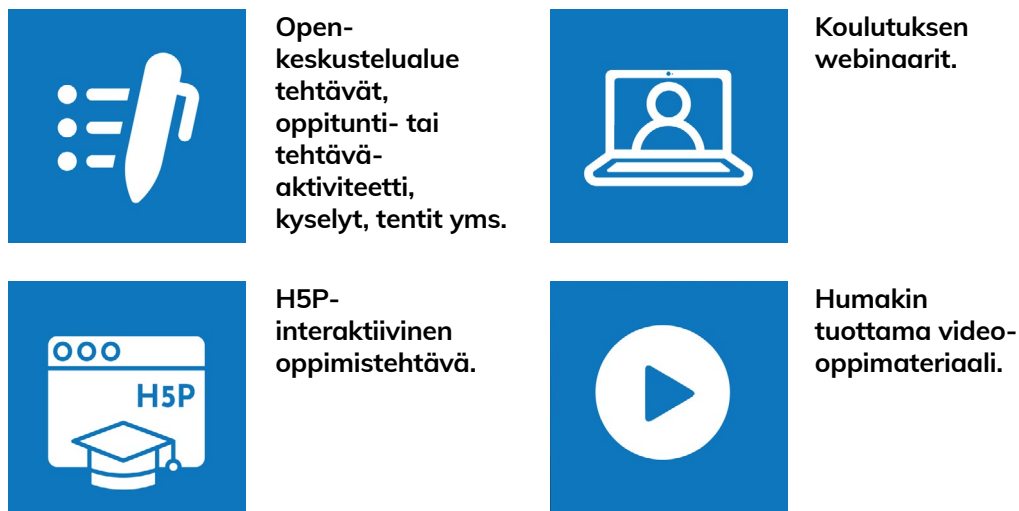 Open-
keskustelualue
tehtävät,
oppitunti- tai
tehtävä-
aktiviteetti,
kyselyt, tentit yms.
Koulutuksen
webinaarit.
H5P
H5P-
interaktiivinen
oppimistehtävä.
Humakin
tuottama video-
oppimateriaali.